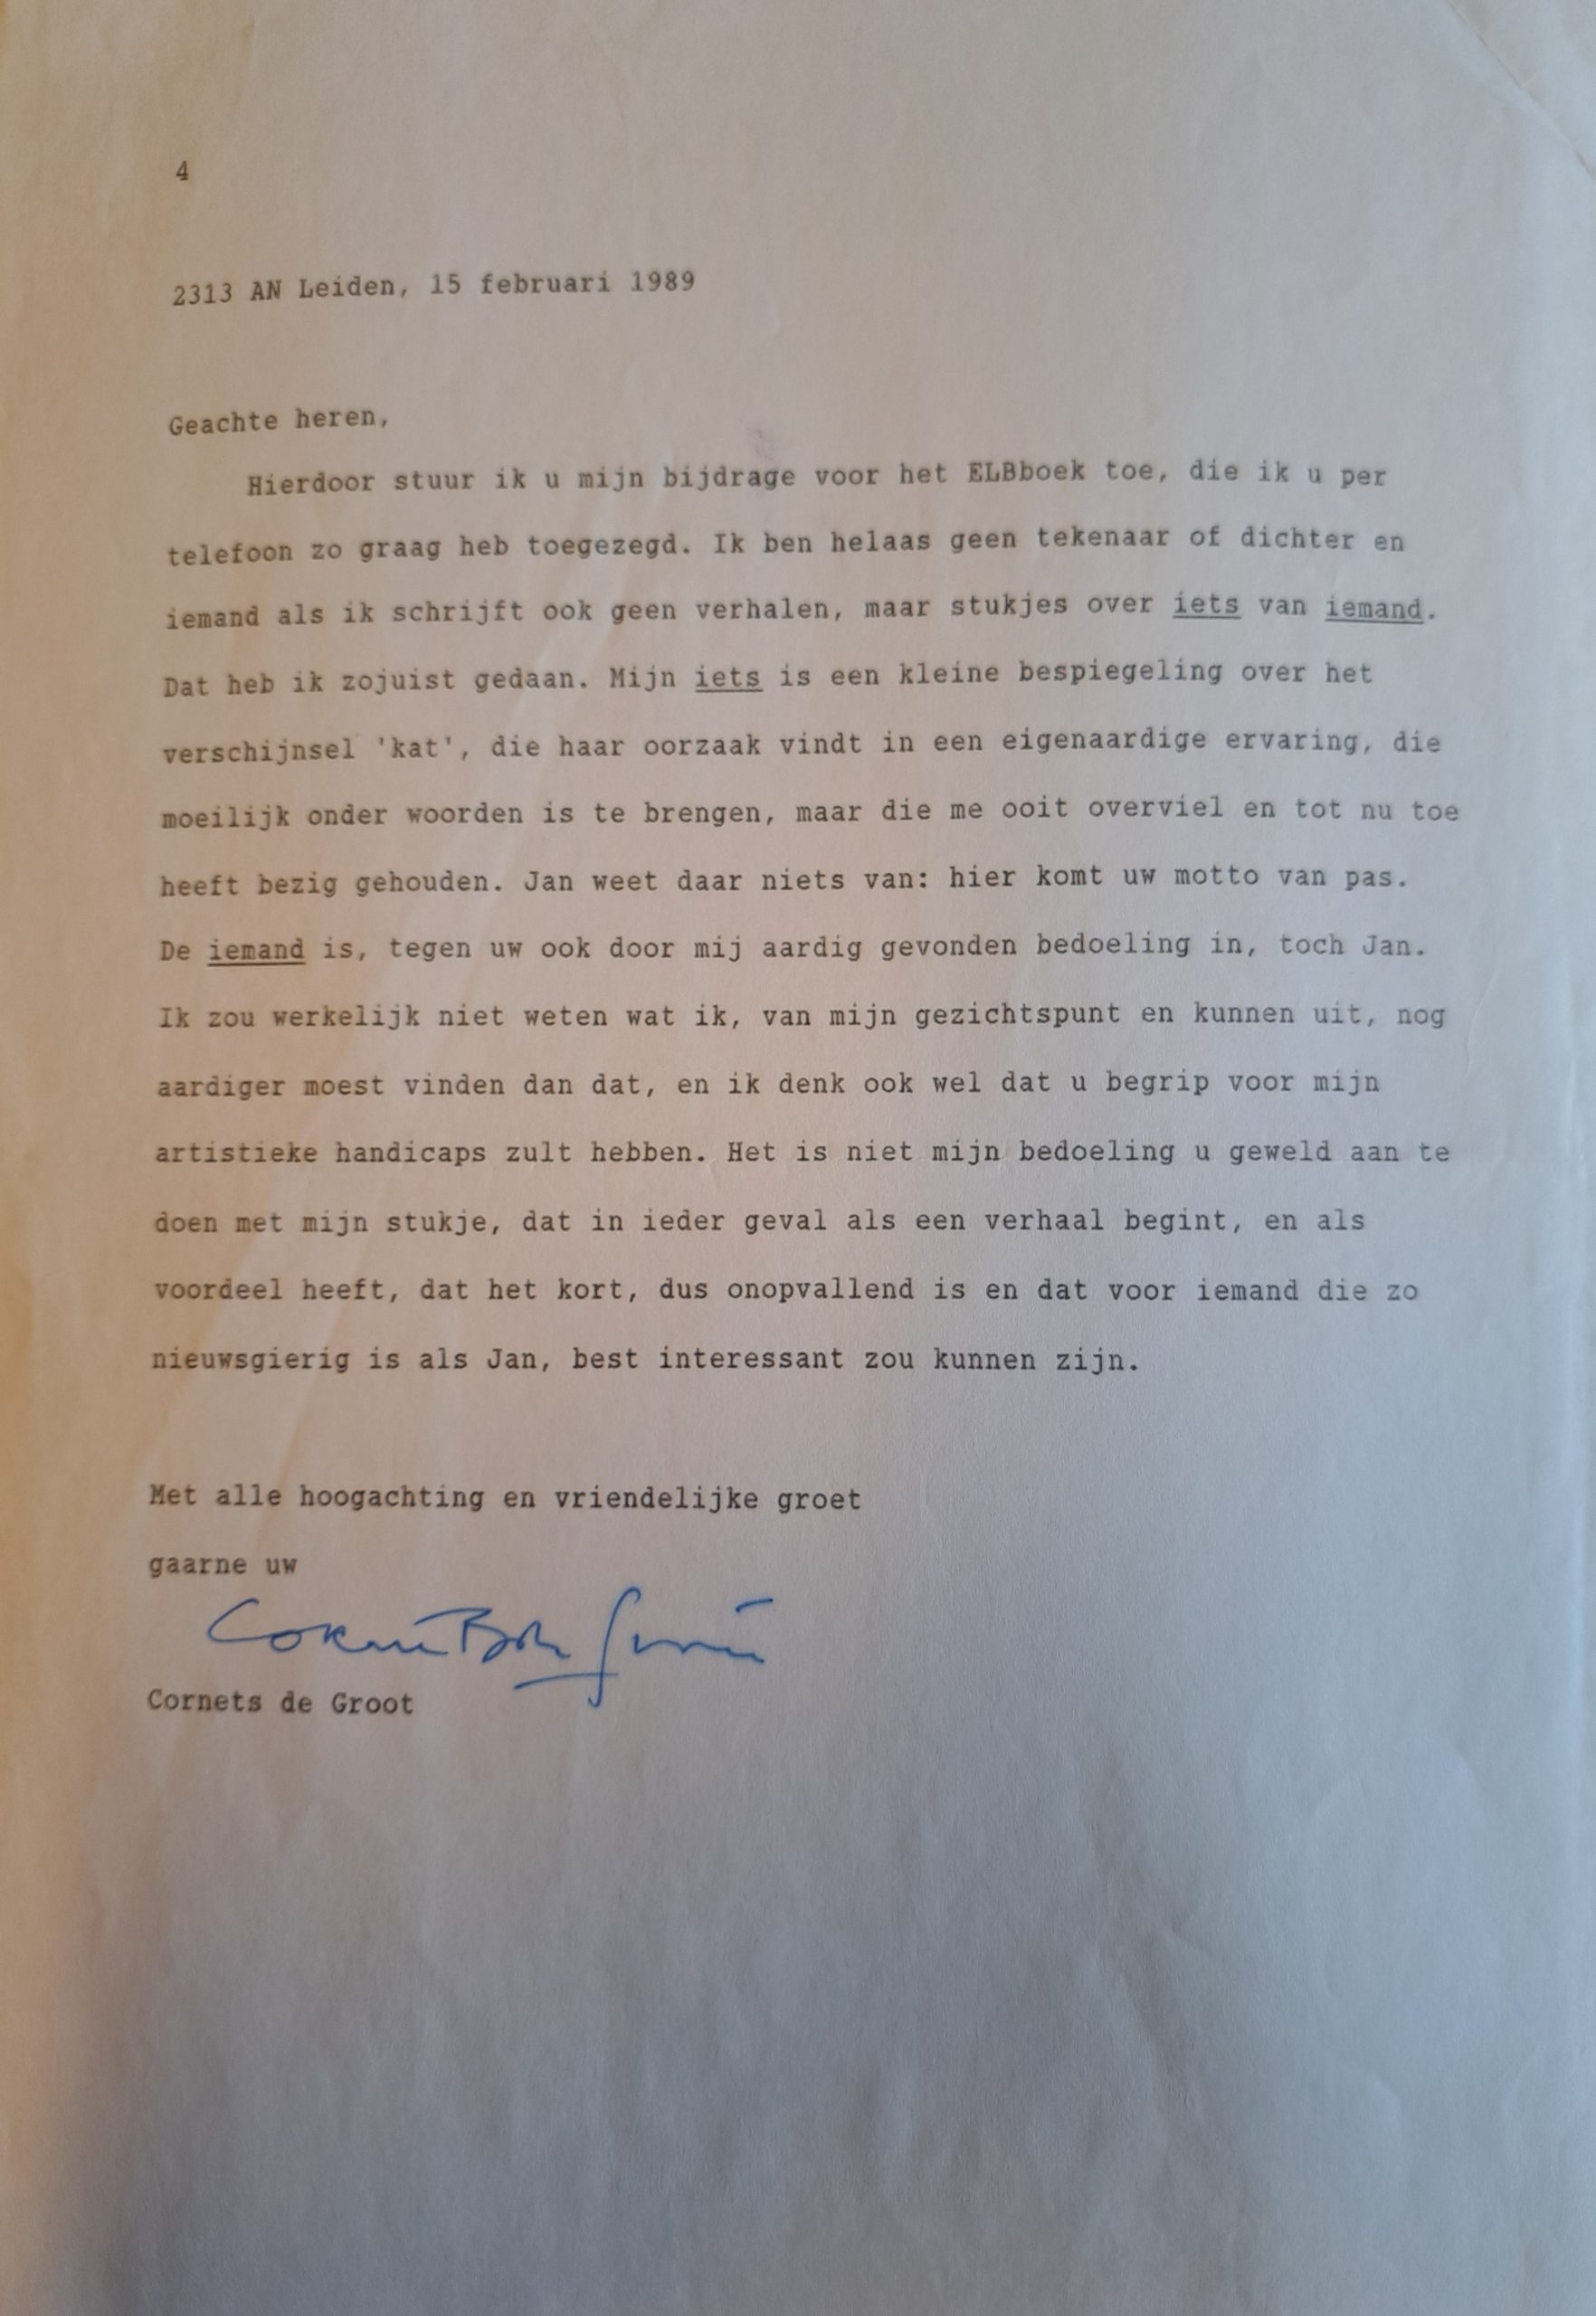 4
2313 AN Leiden, 15 februari 1989
Geachte heren,
Hierdoor stuur ik u mijn bijdrage voor het ELBboek toe, die ik u per
telefoon zo graag heb toegezegd. Ik ben helaas geen tekenaar of dichter en
iemand als ik schrijft ook geen verhalen, maar stukjes over iets van iemand.
Dat heb ik zojuist gedaan. Mijn iets is een kleine bespiegeling over het
verschijnsel 'kat', die haar oorzaak vindt in een eigenaardige ervaring, die
moeilijk onder woorden is te brengen, maar die me ooit overviel en tot nu toe
heeft bezig gehouden. Jan weet daar niets van: hier komt uw motto van pas.
De iemand is, tegen uw ook door mij aardig gevonden bedoeling in, toch Jan.
Ik zou werkelijk niet weten wat ik, van mijn gezichtspunt en kunnen uit, nog
aardiger moest vinden dan dat, en ik denk ook wel dat u begrip voor mijn
artistieke handicaps zult hebben. Het is niet mijn bedoeling u geweld aan te
doen met mijn stukje, dat in ieder geval als een verhaal begint, en als
voordeel heeft, dat het kort, dus onopvallend is en dat voor iemand die zo
nieuwsgierig is als Jan, best interessant zou kunnen zijn.
Met alle hoogachting en vriendelijke groet
gaarne uw
Cornets de Groot